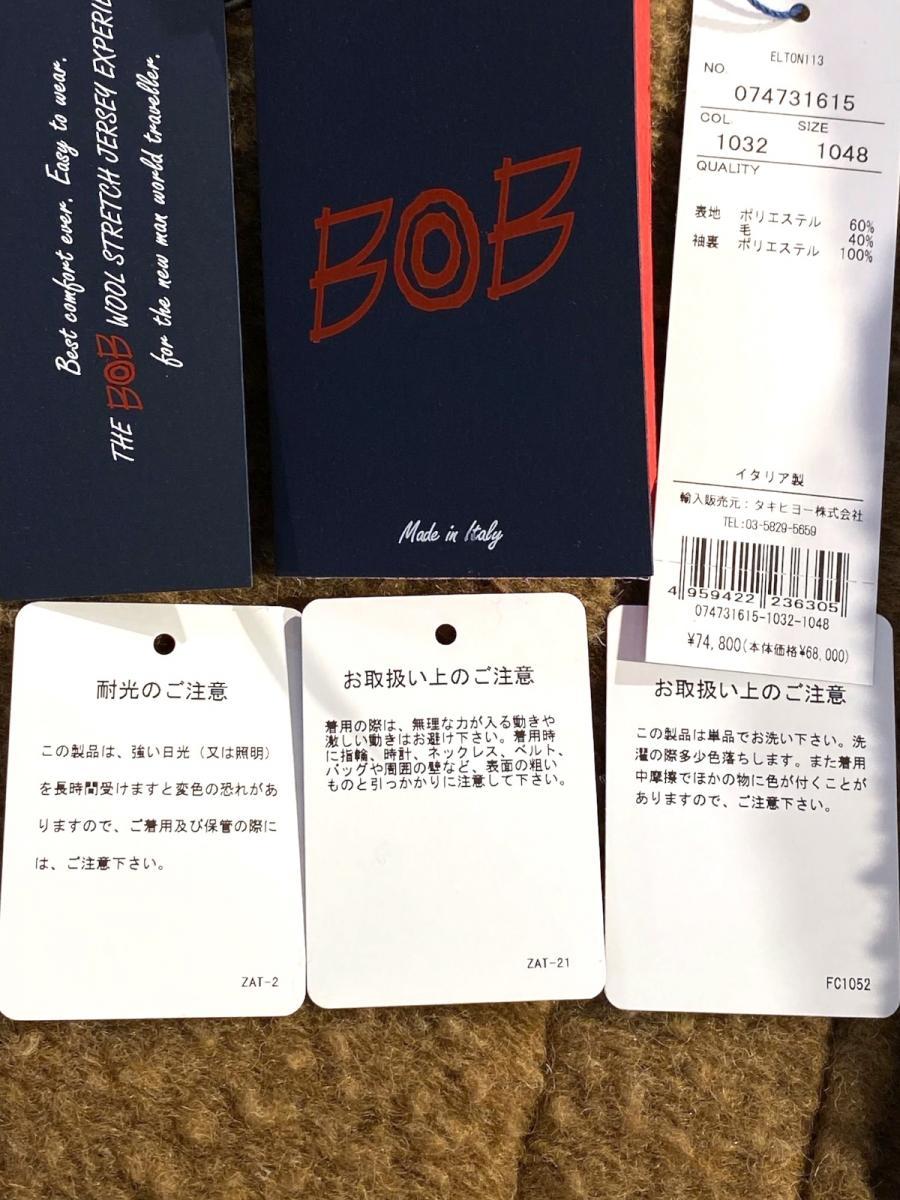 Best comfort ever. Easy to wear.
THE BOB WOOL STRETCH JERSEY
for the new man world traveller.
BOB
Made in Italy
ELTON113
NO.
074731615
COL. SIZE
1032 1048
QUALITY
表地 ポリエステル 60%
毛 40%
袖裏 ポリエステル 100%
イタリア製
輸入販売元：タキヒヨー株式会社
TEL:03-5829-5659
4 959422 236305
074731615-1032-1048
¥74,800(本体価格¥68,000)
耐光のご注意
この製品は、強い日光（又は照明）
を長時間受けますと変色の恐れがあ
りますので、ご着用及び保管の際に
は、ご注意下さい。
ZAT-2
お取扱い上のご注意
着用の際は、無理な力が入る動きや
激しい動きはお避け下さい。着用時
に指輪、時計、ネックレス、ベルト、
バッグや周囲の壁など、表面の粗い
ものと引っかかりに注意して下さい。
ZAT-21
お取扱い上のご注意
この製品は単品でお洗い下さい。洗
濯の際多少色落ちします。また着用
中摩擦でほかの物に色が付くことが
ありますので、ご注意下さい。
FC1052